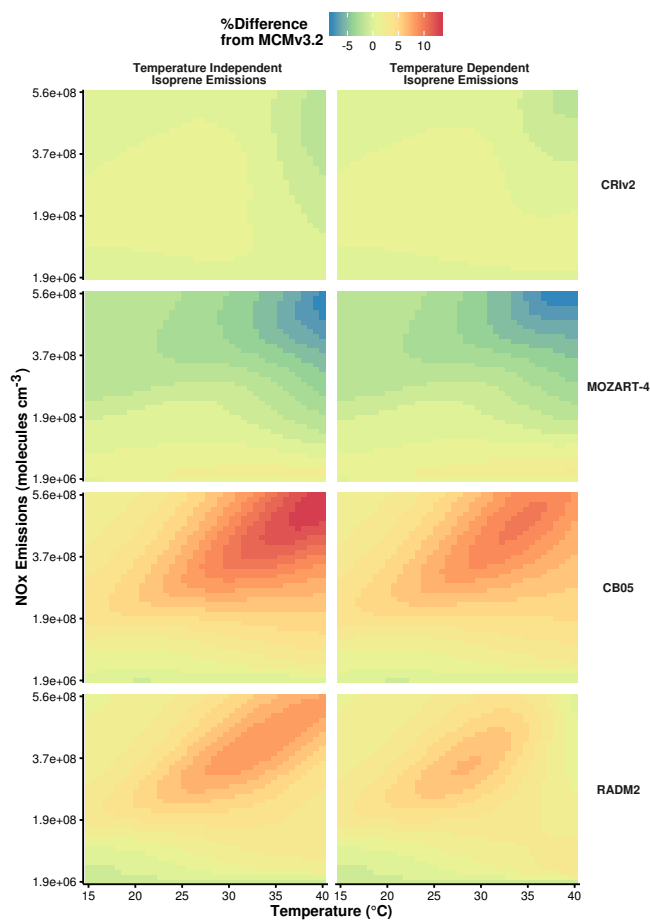 %Difference
from MCMv3.2
-5 0 5 10
Temperature Independent
Isoprene Emissions
Temperature Dependent
Isoprene Emissions
5.6e+08
3.7e+08
1.9e+08
1.9e+06
CRIv2
5.6e+08
3.7e+08
1.9e+08
1.9e+06
MOZART-4
5.6e+08
3.7e+08
1.9e+08
1.9e+06
CB05
5.6e+08
3.7e+08
1.9e+08
1.9e+06
RADM2
NOx Emissions (molecules cm⁻³)
15 20 25 30 35 40 15 20 25 30 35 40
Temperature (°C)